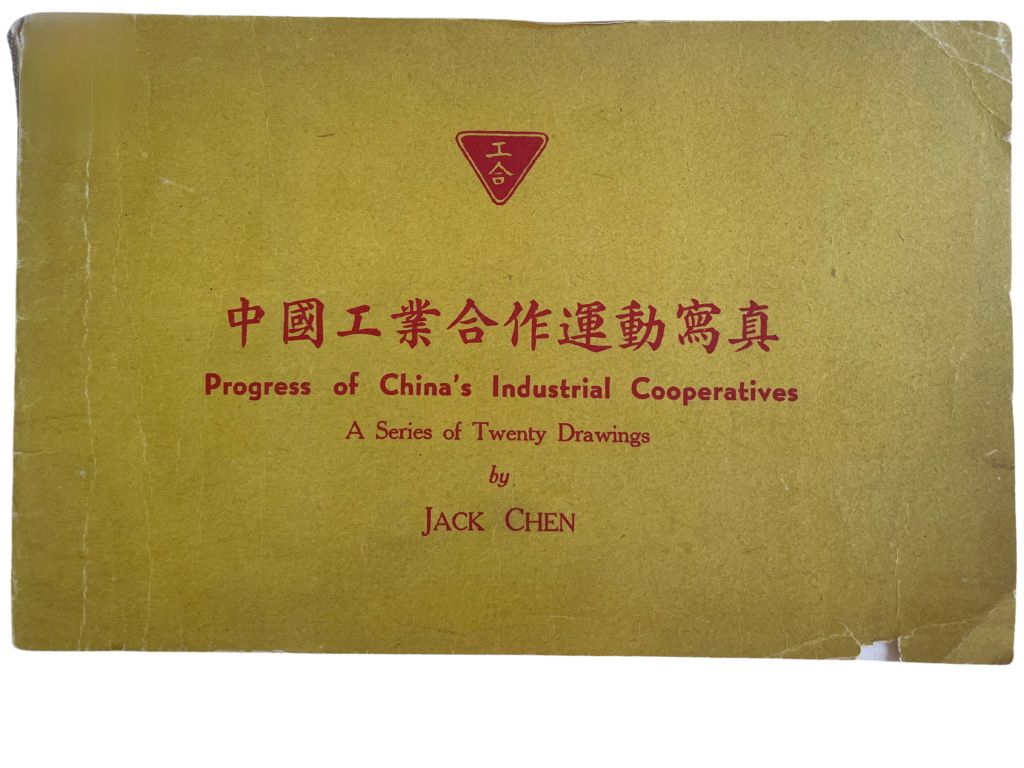 工
合
中國工業合作運動寫真
Progress of China's Industrial Cooperatives
A Series of Twenty Drawings
by
JACK CHEN